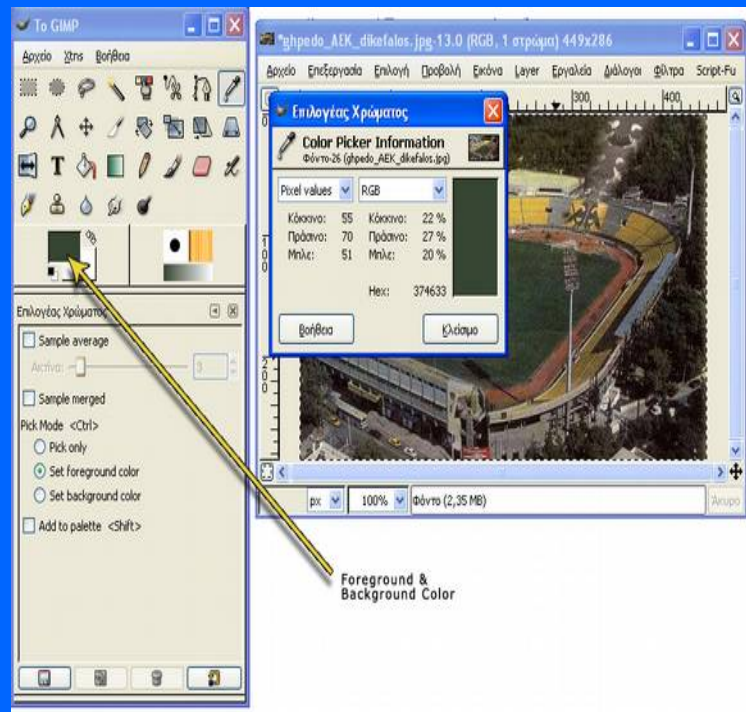 Το GIMP
Αρχείο Xtns Βοήθεια
Επιλογέας Χρώματος
Sample average
Ακτίνα: 3
Sample merged
Pick Mode <Ctrl>
Pick only
Set foreground color
Set background color
Add to palette <Shift>
*ghpedo_AEK_dikefalos.jpg-13.0 (RGB, 1 στρώμα) 449x286
Αρχείο Επεξεργασία Επιλογή Προβολή Εικόνα Layer Εργαλεία Διάλογοι Φίλτρα Script-Fu
300 400
Επιλογέας Χρώματος
Color Picker Information
Φόντο-26 (ghpedo_AEK_dikefalos.jpg)
Pixel values RGB
Κόκκινο: 55 Κόκκινο: 22 %
Πράσινο: 70 Πράσινο: 27 %
Μπλε: 51 Μπλε: 20 %
Hex: 374633
Βοήθεια Κλείσιμο
px 100% Φόντο (2,35 MB) Άκυρο
Foreground &
Background Color